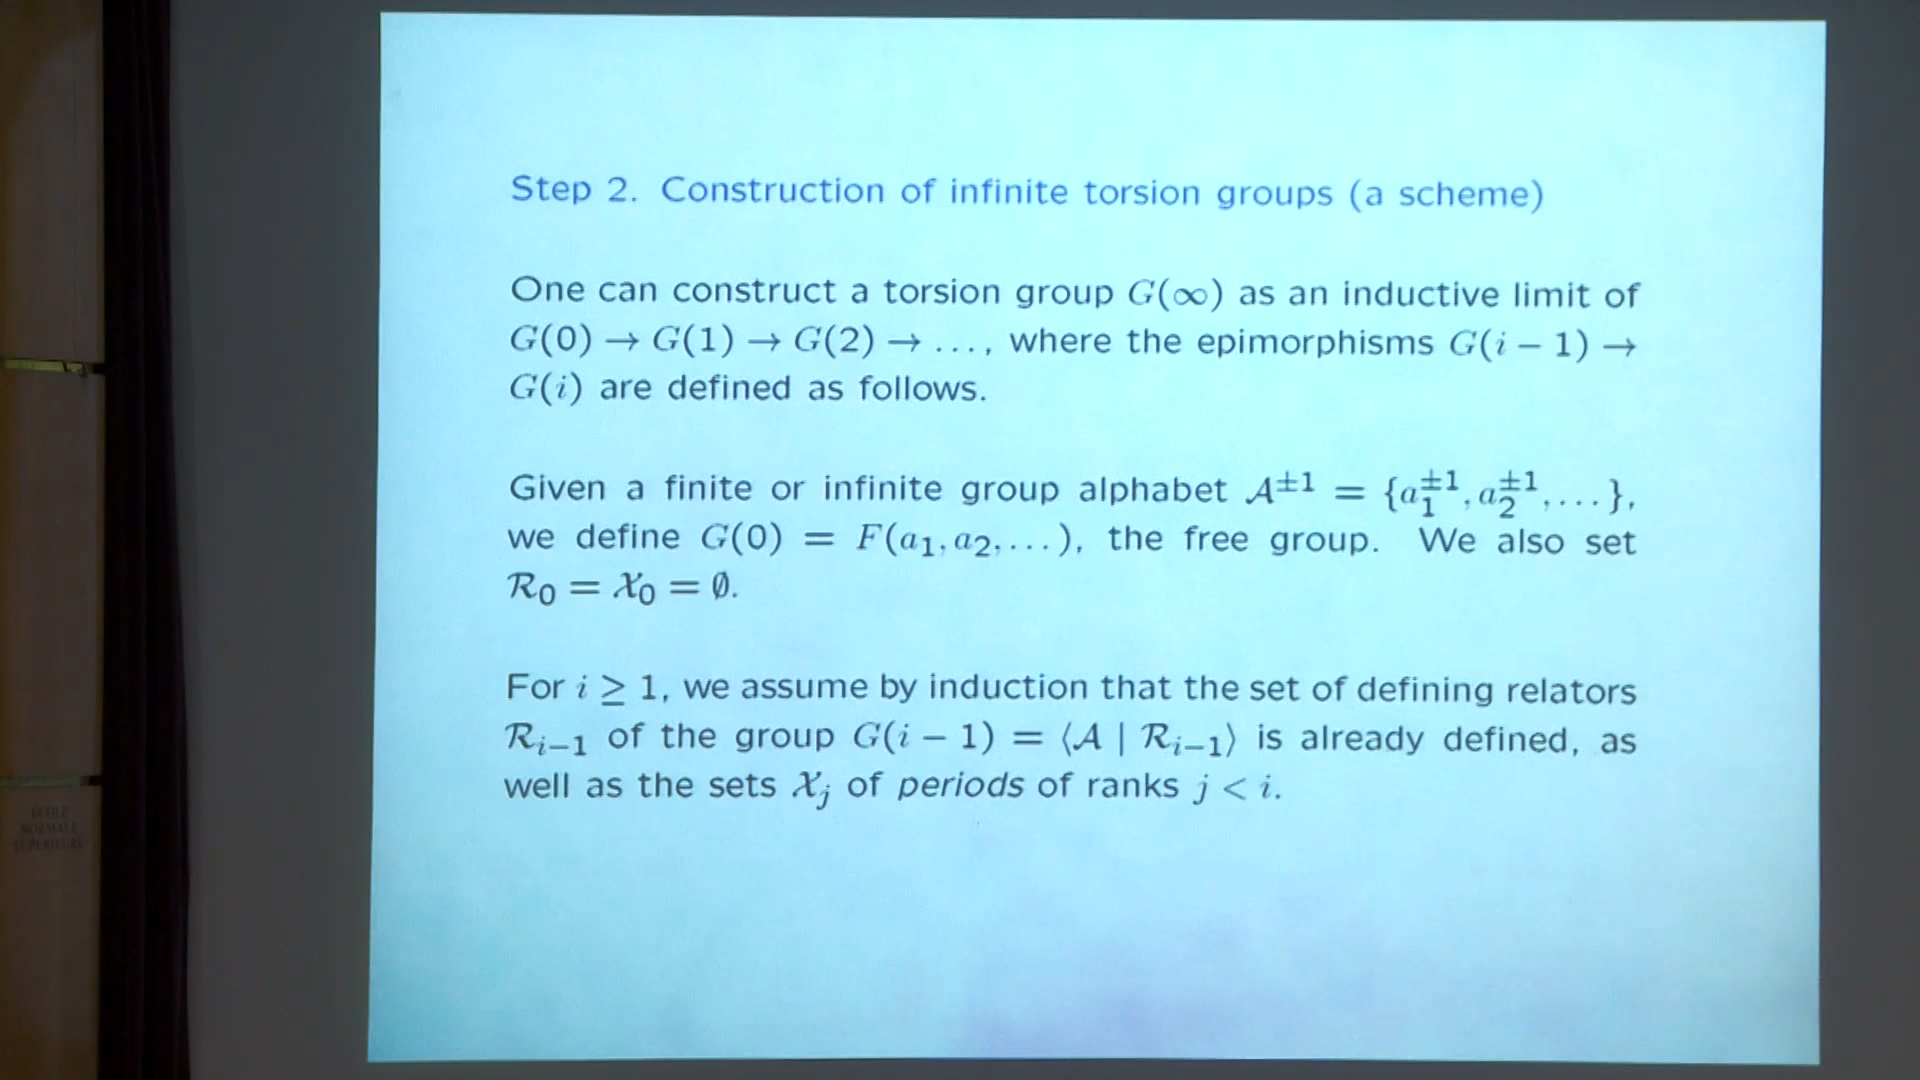 Step 2. Construction of infinite torsion groups (a scheme)
One can construct a torsion group G(∞) as an inductive limit of
G(0) → G(1) → G(2) → ..., where the epimorphisms G(i − 1) →
G(i) are defined as follows.
Given a finite or infinite group alphabet 𝒜^{±1} = {a_1^{±1}, a_2^{±1}, ...},
we define G(0) = F(a_1, a_2, ...), the free group. We also set
ℛ_0 = 𝒳_0 = ∅.
For i ≥ 1, we assume by induction that the set of defining relators
ℛ_{i−1} of the group G(i − 1) = ⟨𝒜 | ℛ_{i−1}⟩ is already defined, as
well as the sets 𝒳_j of periods of ranks j < i.
ÉCOLE
NORMALE
SUPÉRIEURE